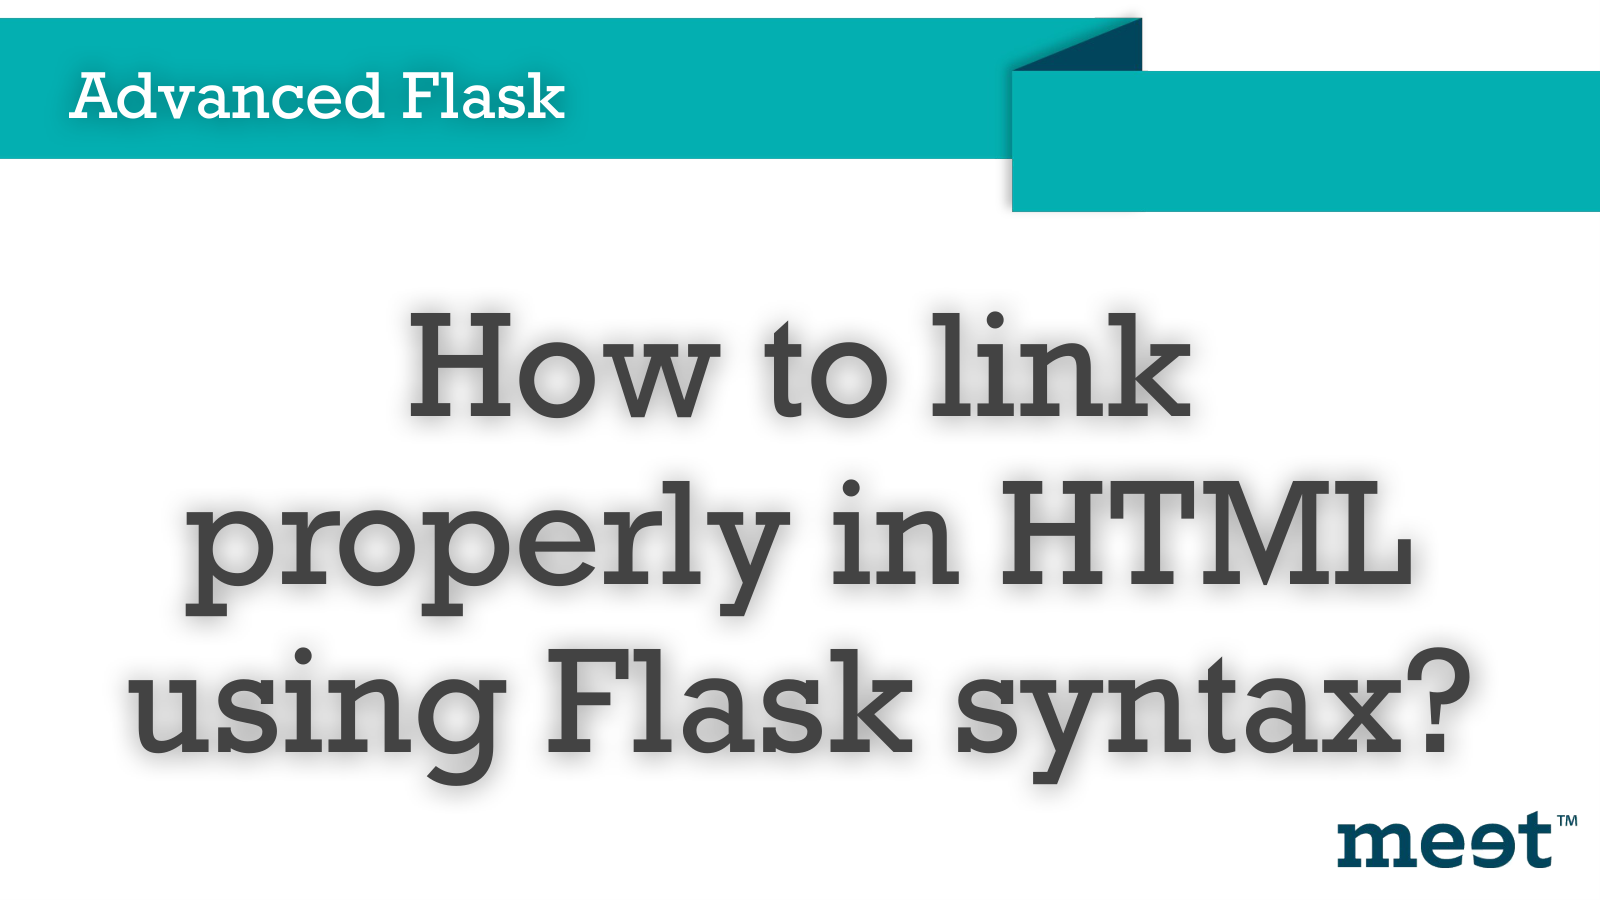 Advanced Flask
How to link
properly in HTML
using Flask syntax?
meet™